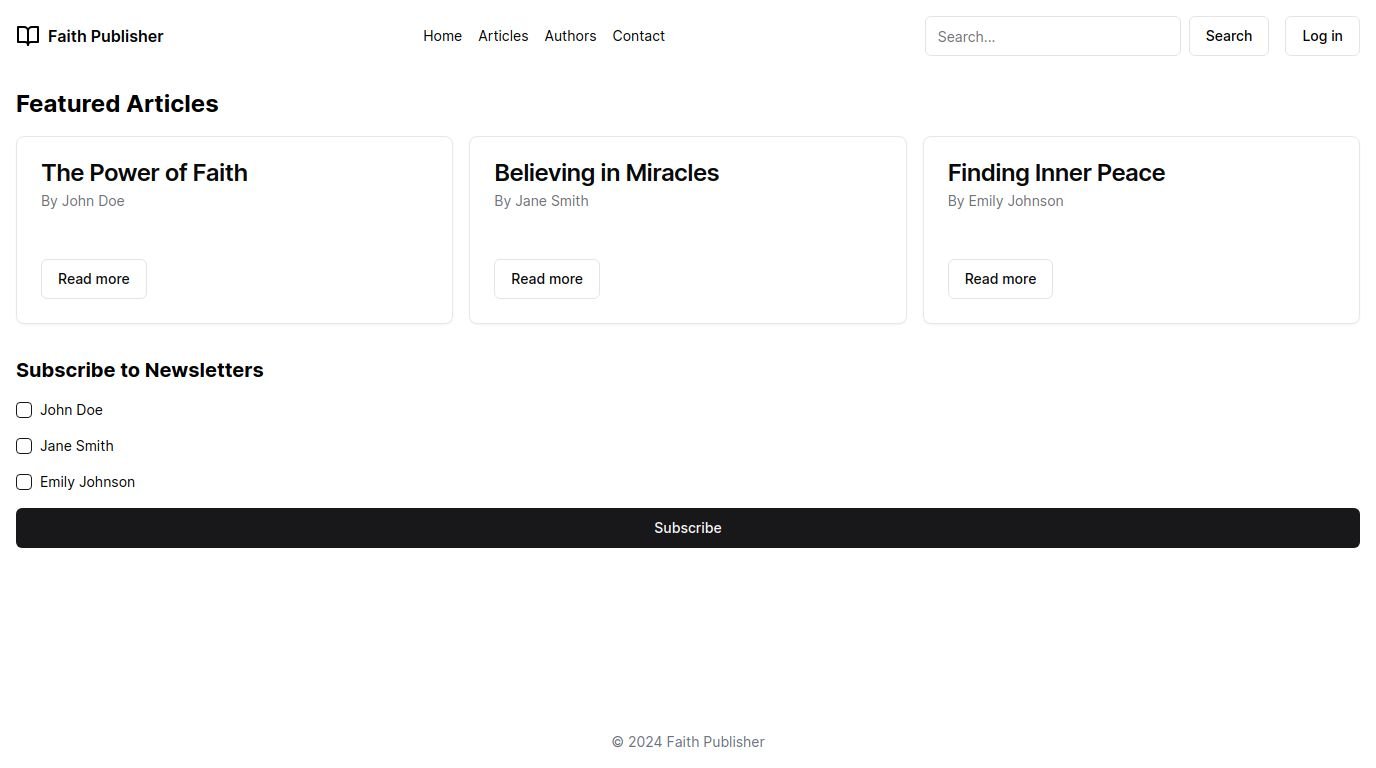 Faith Publisher
Home Articles Authors Contact
Search...
Search
Log in
Featured Articles
The Power of Faith
By John Doe
Read more
Believing in Miracles
By Jane Smith
Read more
Finding Inner Peace
By Emily Johnson
Read more
Subscribe to Newsletters
John Doe
Jane Smith
Emily Johnson
Subscribe
© 2024 Faith Publisher